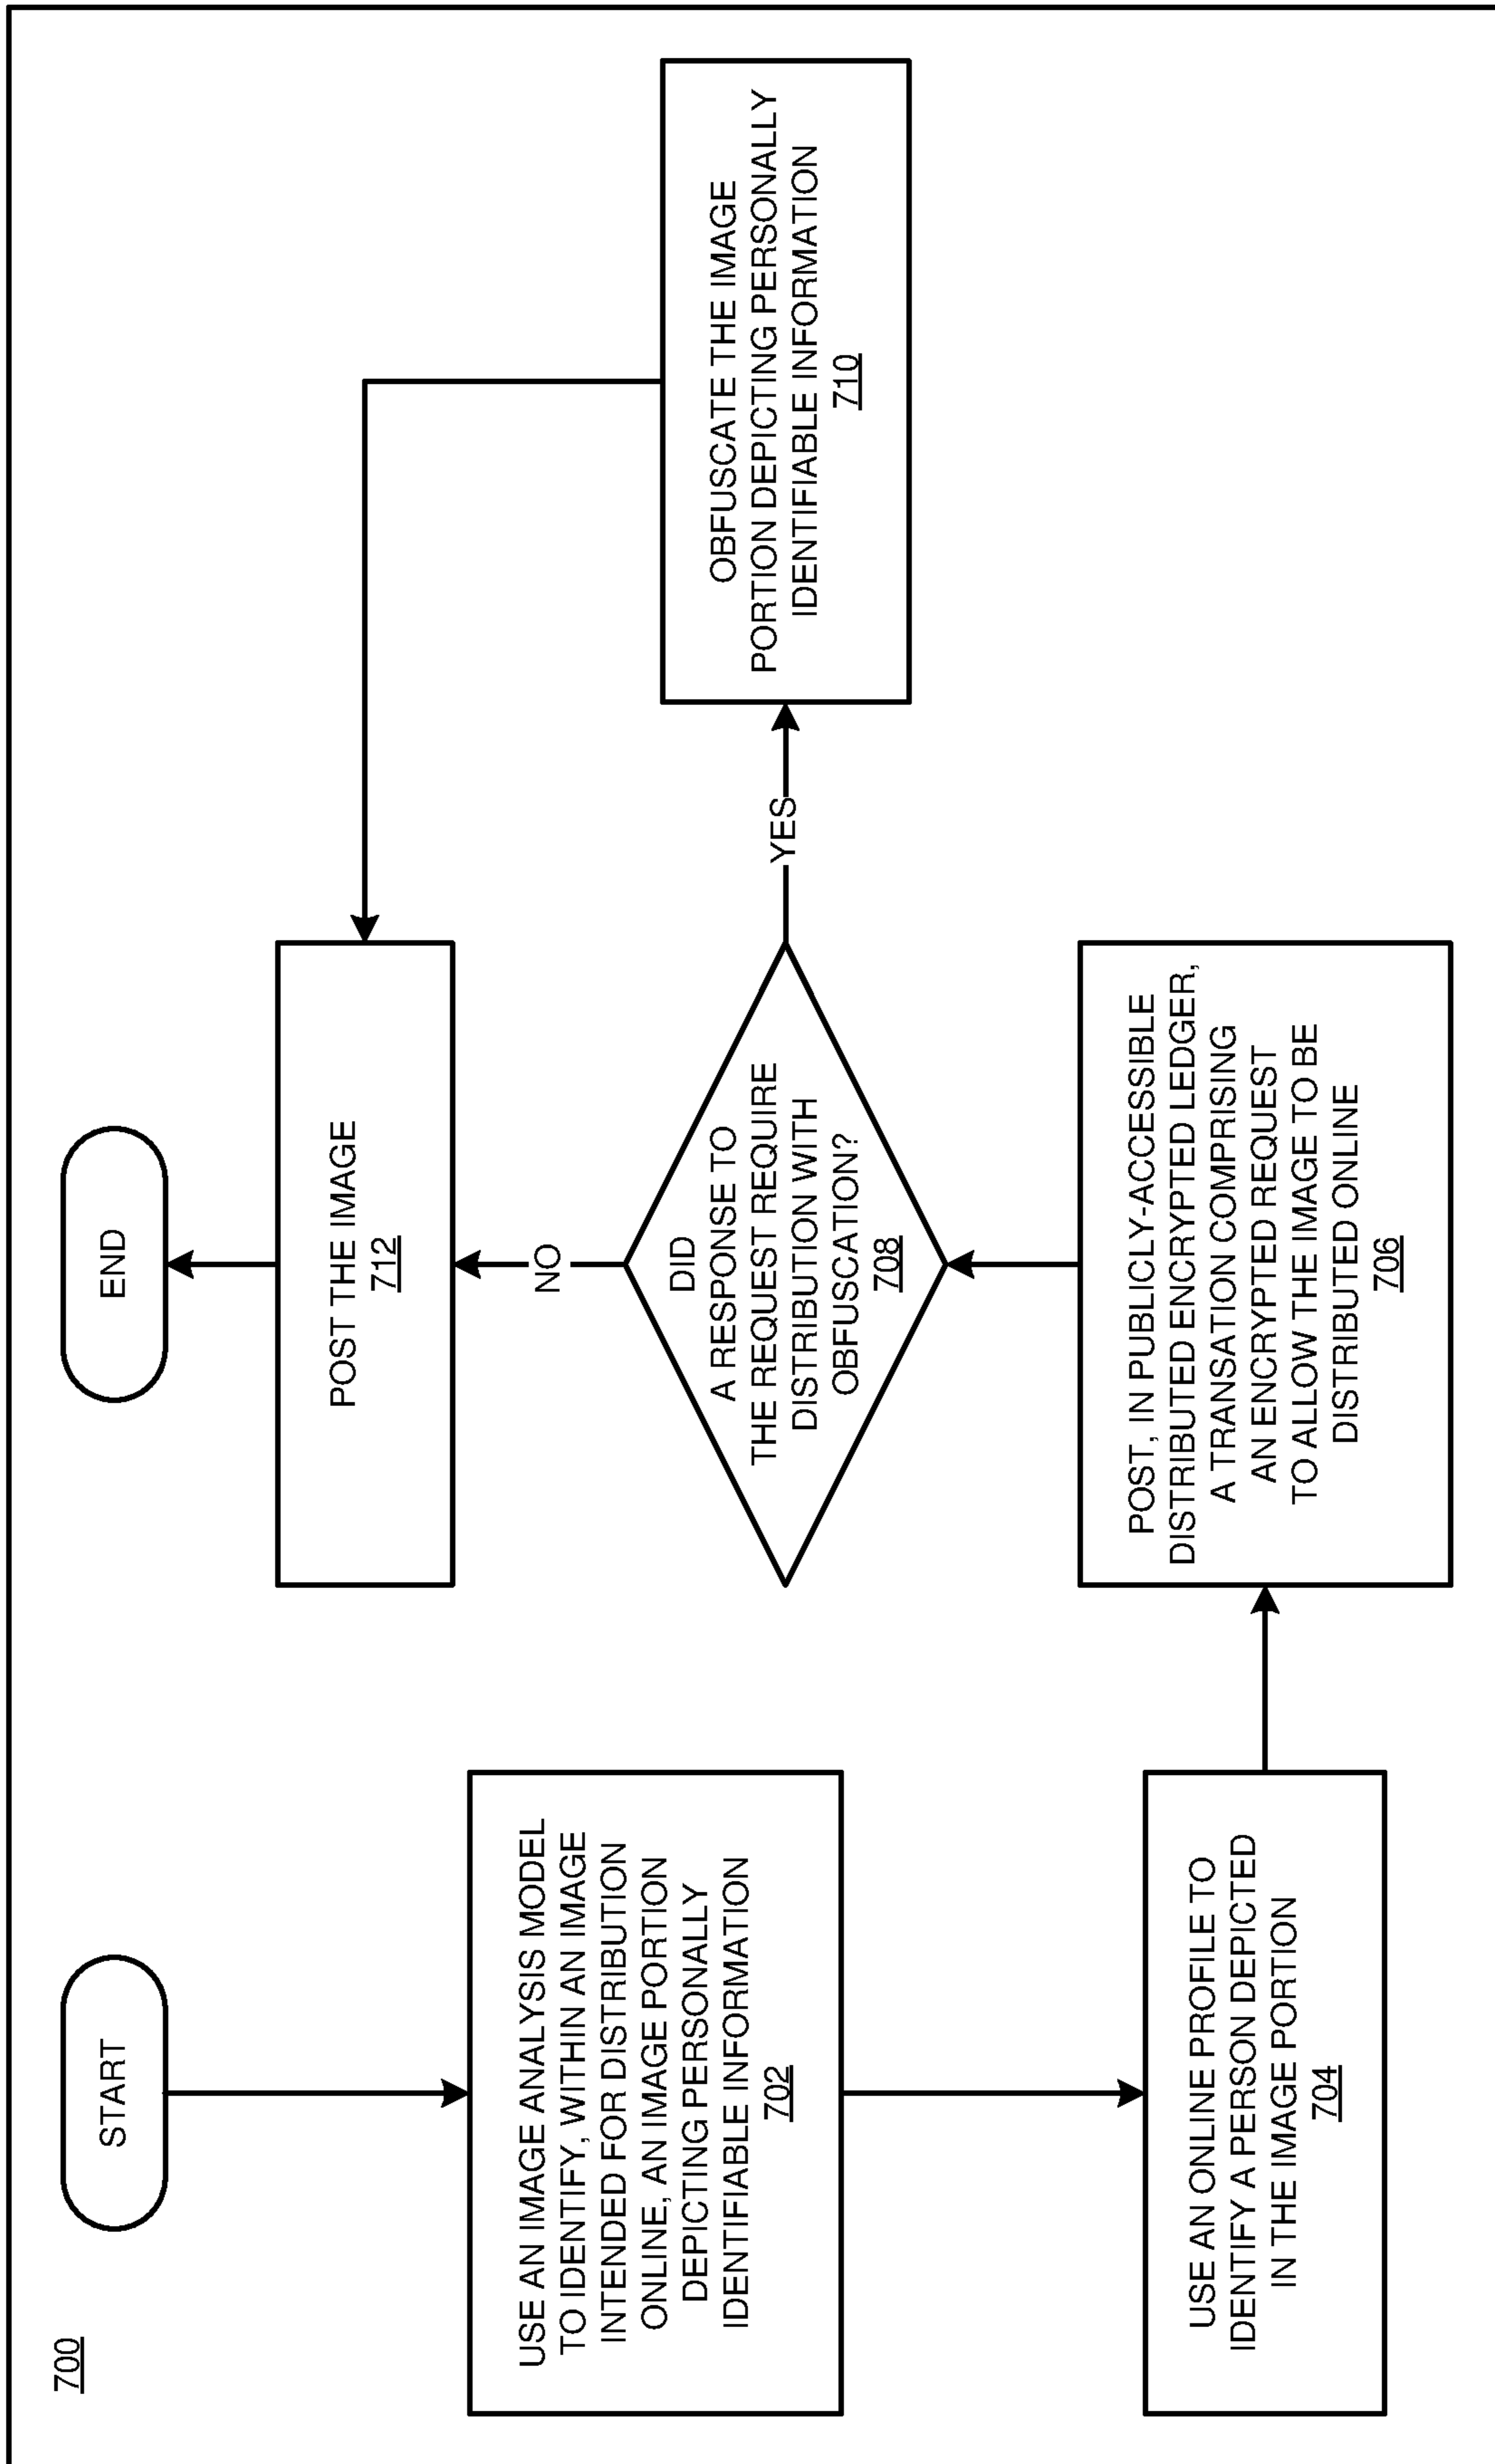 700
START
USE AN IMAGE ANALYSIS MODEL
TO IDENTIFY, WITHIN AN IMAGE
INTENDED FOR DISTRIBUTION
ONLINE, AN IMAGE PORTION
DEPICTING PERSONALLY
IDENTIFIABLE INFORMATION
702
USE AN ONLINE PROFILE TO
IDENTIFY A PERSON DEPICTED
IN THE IMAGE PORTION
704
POST, IN PUBLICLY-ACCESSIBLE
DISTRIBUTED ENCRYPTED LEDGER,
A TRANSATION COMPRISING
AN ENCRYPTED REQUEST
TO ALLOW THE IMAGE TO BE
DISTRIBUTED ONLINE
706
DID
A RESPONSE TO
THE REQUEST REQUIRE
DISTRIBUTION WITH
OBFUSCATION?
708
YES
NO
OBFUSCATE THE IMAGE
PORTION DEPICTING PERSONALLY
IDENTIFIABLE INFORMATION
710
POST THE IMAGE
712
END